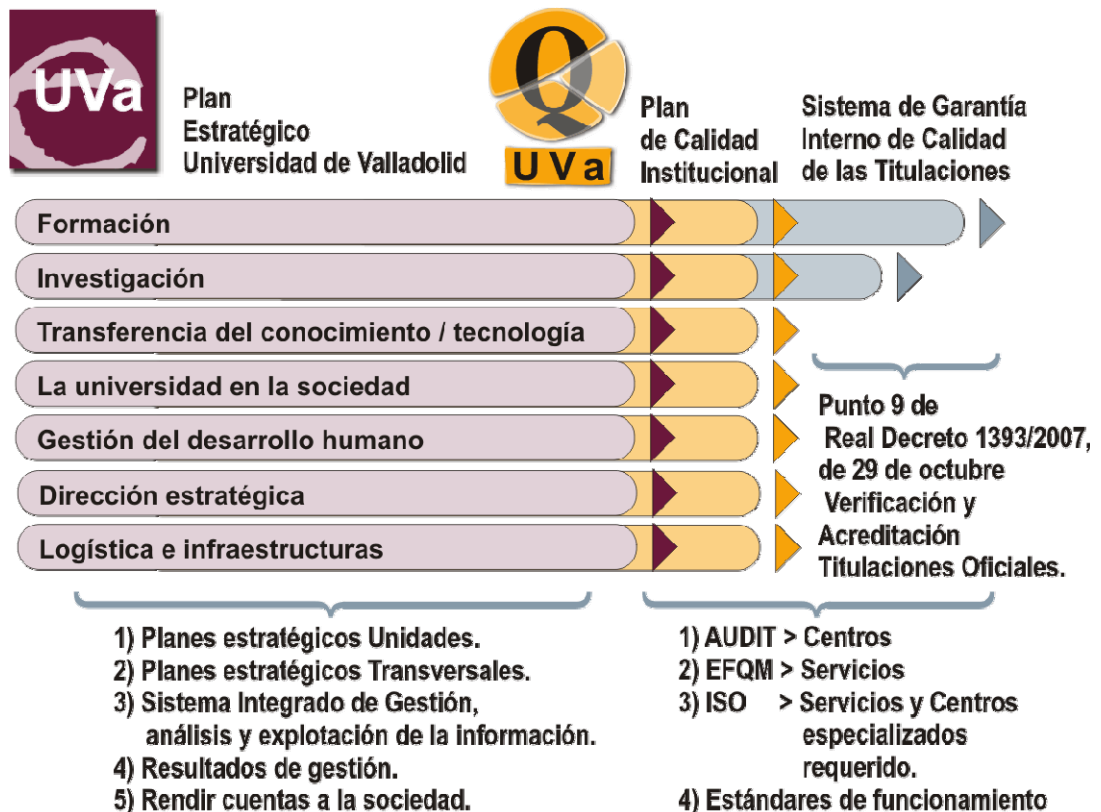 UVa
Plan
Estratégico
Universidad de Valladolid
Q
UVa
Plan
de Calidad
Institucional
Sistema de Garantía
Interno de Calidad
de las Titulaciones
Formación
Investigación
Transferencia del conocimiento / tecnología
La universidad en la sociedad
Gestión del desarrollo humano
Dirección estratégica
Logística e infraestructuras
Punto 9 de
Real Decreto 1393/2007,
de 29 de octubre
Verificación y
Acreditación
Titulaciones Oficiales.
1) Planes estratégicos Unidades.
2) Planes estratégicos Transversales.
3) Sistema Integrado de Gestión,
análisis y explotación de la información.
4) Resultados de gestión.
5) Rendir cuentas a la sociedad.
1) AUDIT > Centros
2) EFQM > Servicios
3) ISO > Servicios y Centros
especializados
requerido.
4) Estándares de funcionamiento